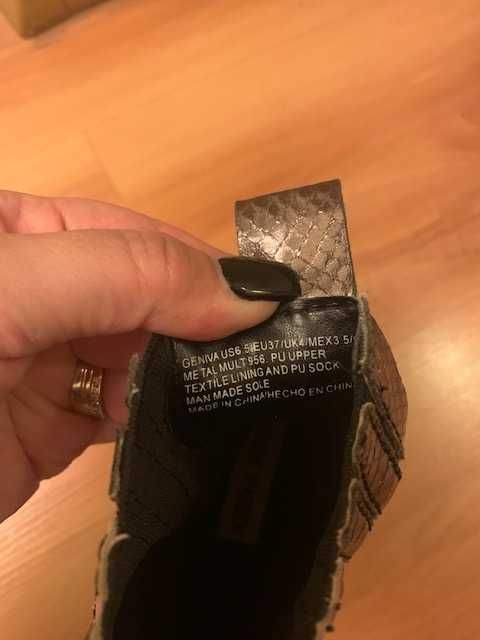 GENIVA US6.5/EU37/UK4/MEX3.5/
METAL MULT 956 PU UPPER
TEXTILE LINING AND PU SOCK
MAN MADE SOLE
MADE IN CHINA/HECHO EN CHIN